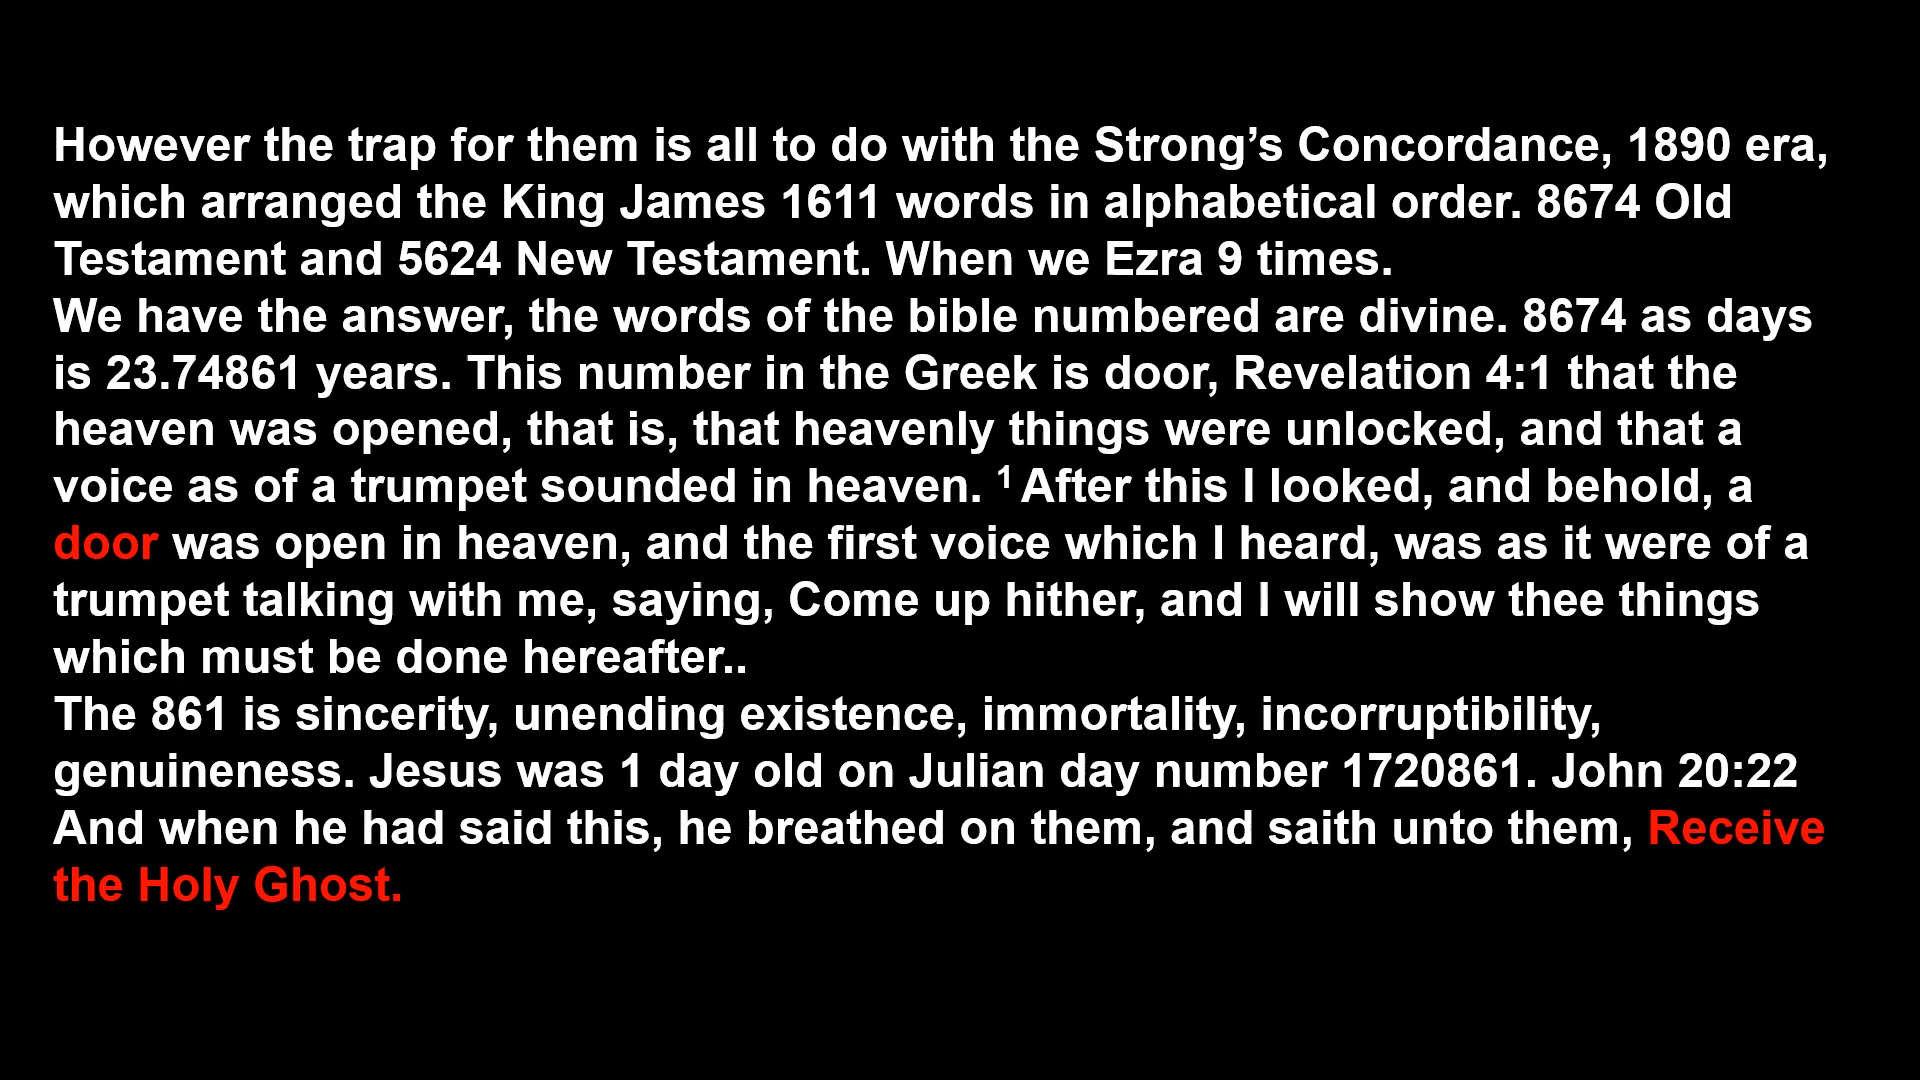 However the trap for them is all to do with the Strong’s Concordance, 1890 era,
which arranged the King James 1611 words in alphabetical order. 8674 Old
Testament and 5624 New Testament. When we Ezra 9 times.
We have the answer, the words of the bible numbered are divine. 8674 as days
is 23.74861 years. This number in the Greek is door, Revelation 4:1 that the
heaven was opened, that is, that heavenly things were unlocked, and that a
voice as of a trumpet sounded in heaven. ¹ After this I looked, and behold, a
door was open in heaven, and the first voice which I heard, was as it were of a
trumpet talking with me, saying, Come up hither, and I will show thee things
which must be done hereafter..
The 861 is sincerity, unending existence, immortality, incorruptibility,
genuineness. Jesus was 1 day old on Julian day number 1720861. John 20:22
And when he had said this, he breathed on them, and saith unto them, Receive
the Holy Ghost.